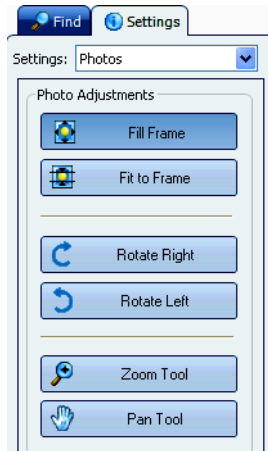 Find Settings
Settings: Photos
Photo Adjustments
Fill Frame
Fit to Frame
Rotate Right
Rotate Left
Zoom Tool
Pan Tool